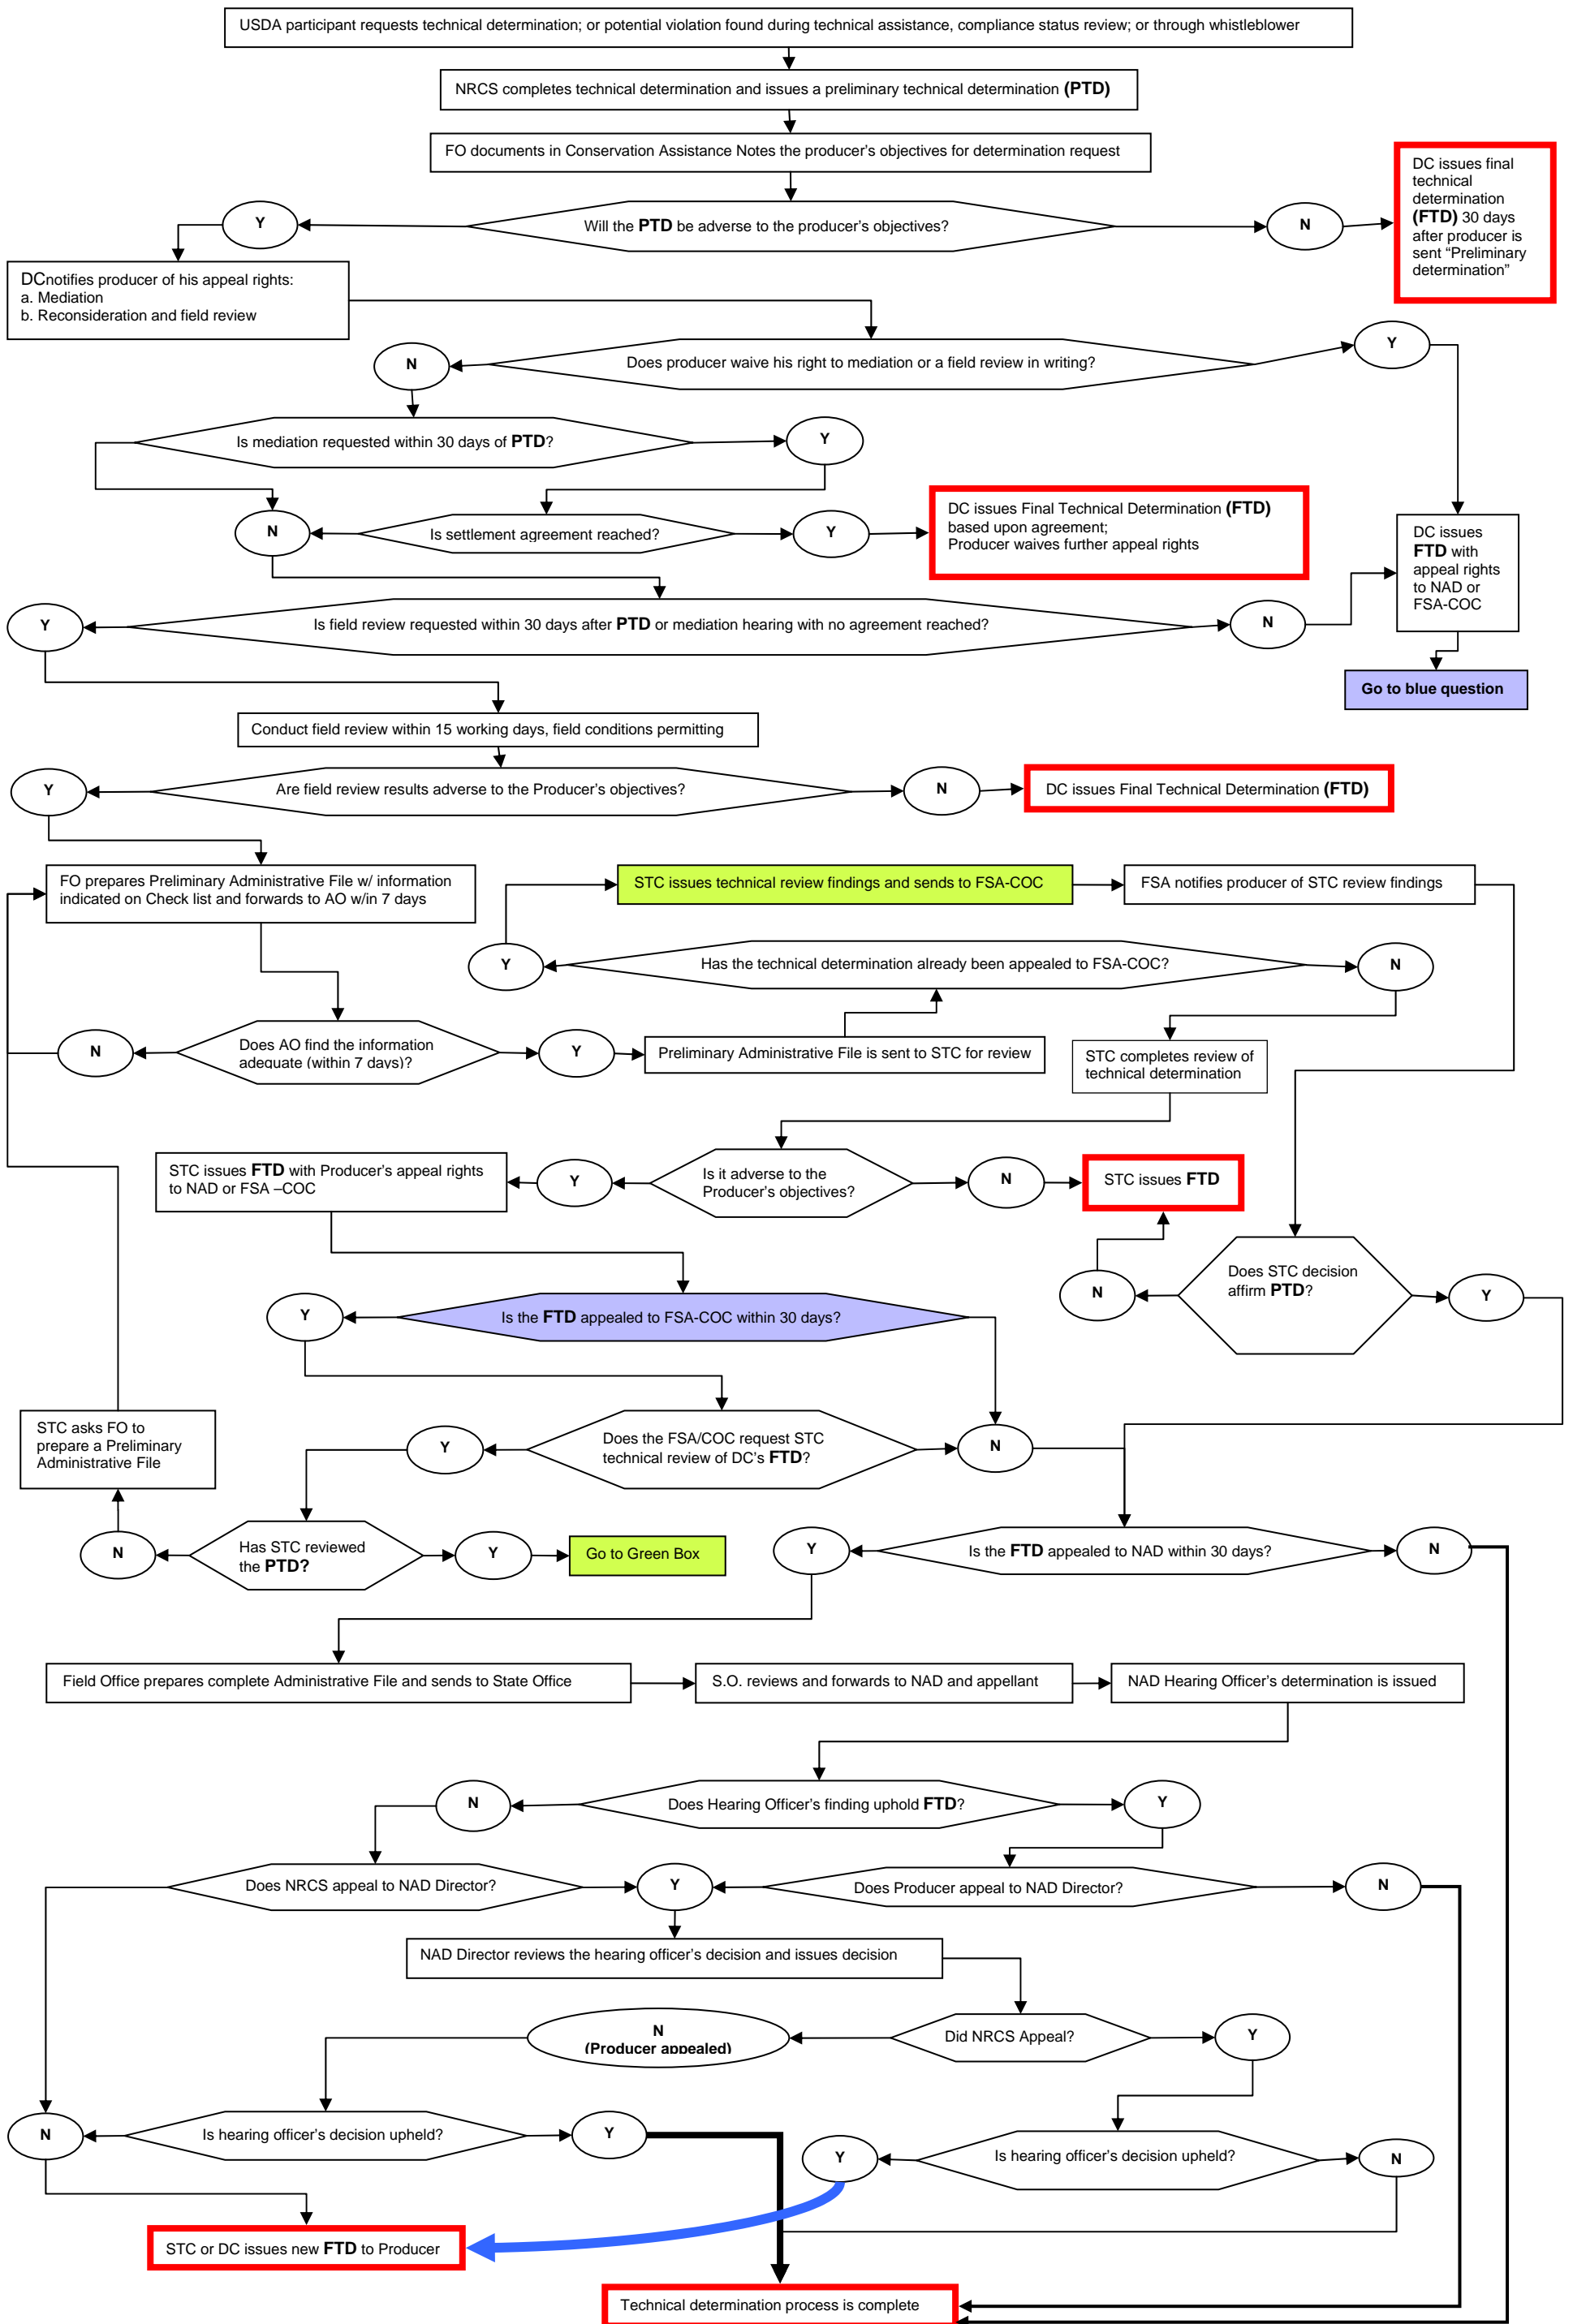 USDA participant requests technical determination; or potential violation found during technical assistance, compliance status review; or through whistleblower
NRCS completes technical determination and issues a preliminary technical determination (PTD)
FO documents in Conservation Assistance Notes the producer's objectives for determination request
DC issues final
technical
determination
(FTD) 30 days
after producer is
sent “Preliminary
determination”
Y
Will the PTD be adverse to the producer's objectives?
N
DCnotifies producer of his appeal rights:
a. Mediation
b. Reconsideration and field review
N
Does producer waive his right to mediation or a field review in writing?
Y
Is mediation requested within 30 days of PTD?
Y
N
Is settlement agreement reached?
Y
DC issues Final Technical Determination (FTD)
based upon agreement;
Producer waives further appeal rights
DC issues
FTD with
appeal rights
to NAD or
FSA-COC
Y
Is field review requested within 30 days after PTD or mediation hearing with no agreement reached?
N
Go to blue question
Conduct field review within 15 working days, field conditions permitting
Y
Are field review results adverse to the Producer's objectives?
N
DC issues Final Technical Determination (FTD)
FO prepares Preliminary Administrative File w/ information
indicated on Check list and forwards to AO w/in 7 days
STC issues technical review findings and sends to FSA-COC
FSA notifies producer of STC review findings
Y
Has the technical determination already been appealed to FSA-COC?
N
N
Does AO find the information
adequate (within 7 days)?
Y
Preliminary Administrative File is sent to STC for review
STC completes review of
technical determination
STC issues FTD with Producer's appeal rights
to NAD or FSA –COC
Y
Is it adverse to the
Producer's objectives?
N
STC issues FTD
Y
Is the FTD appealed to FSA-COC within 30 days?
N
Does STC decision
affirm PTD?
Y
STC asks FO to
prepare a Preliminary
Administrative File
Y
Does the FSA/COC request STC
technical review of DC's FTD?
N
N
Has STC reviewed
the PTD?
Y
Go to Green Box
Y
Is the FTD appealed to NAD within 30 days?
N
Field Office prepares complete Administrative File and sends to State Office
S.O. reviews and forwards to NAD and appellant
NAD Hearing Officer's determination is issued
N
Does Hearing Officer's finding uphold FTD?
Y
Does NRCS appeal to NAD Director?
Y
Does Producer appeal to NAD Director?
N
NAD Director reviews the hearing officer's decision and issues decision
N
(Producer appealed)
Did NRCS Appeal?
Y
N
Is hearing officer's decision upheld?
Y
Y
Is hearing officer's decision upheld?
N
STC or DC issues new FTD to Producer
Technical determination process is complete